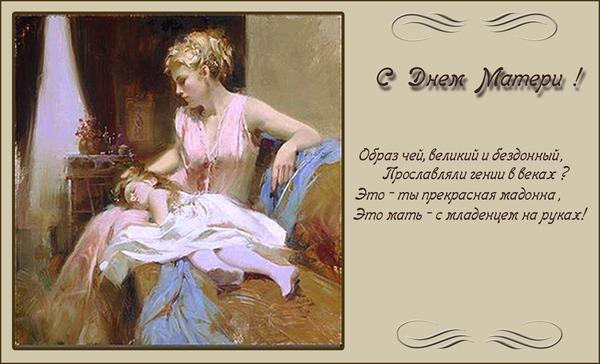 С Днем Матери !
Образ чей, великий и бездонный,
Прославляли гении в веках ?
Это - ты прекрасная мадонна ,
Это мать - с младенцем на руках!